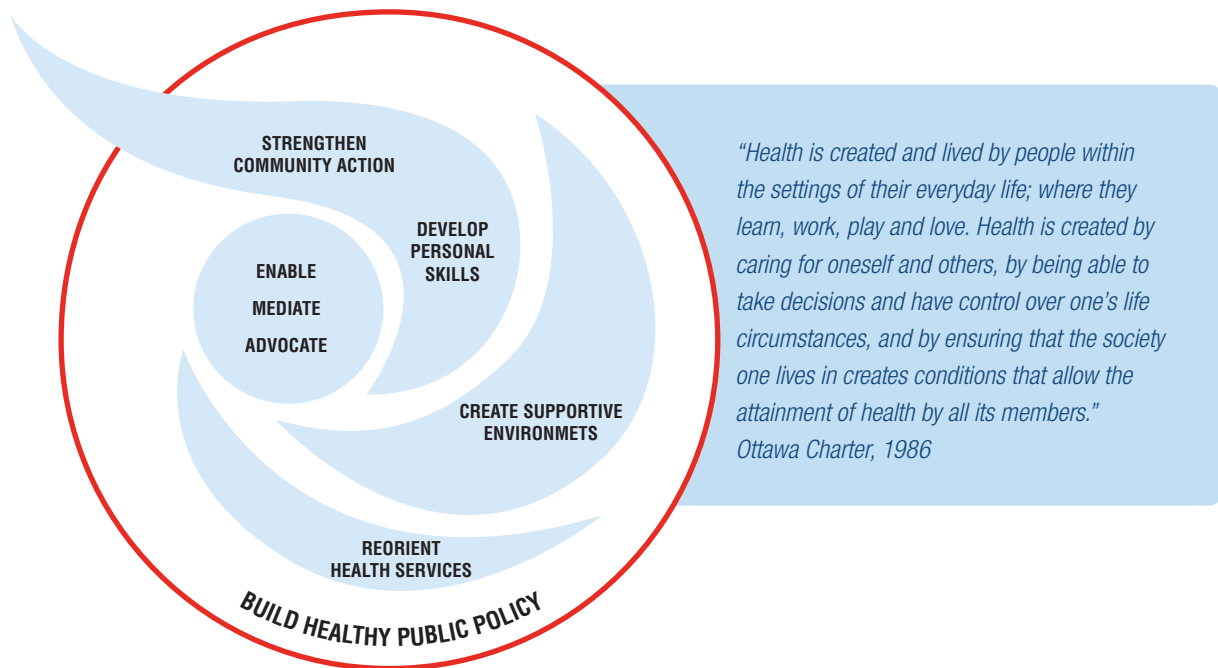 STRENGTHEN
COMMUNITY ACTION
DEVELOP
PERSONAL
SKILLS
ENABLE
MEDIATE
ADVOCATE
CREATE SUPPORTIVE
ENVIRONMETS
REORIENT
HEALTH SERVICES
BUILD HEALTHY PUBLIC POLICY
“Health is created and lived by people within
the settings of their everyday life; where they
learn, work, play and love. Health is created by
caring for oneself and others, by being able to
take decisions and have control over one’s life
circumstances, and by ensuring that the society
one lives in creates conditions that allow the
attainment of health by all its members.”
Ottawa Charter, 1986